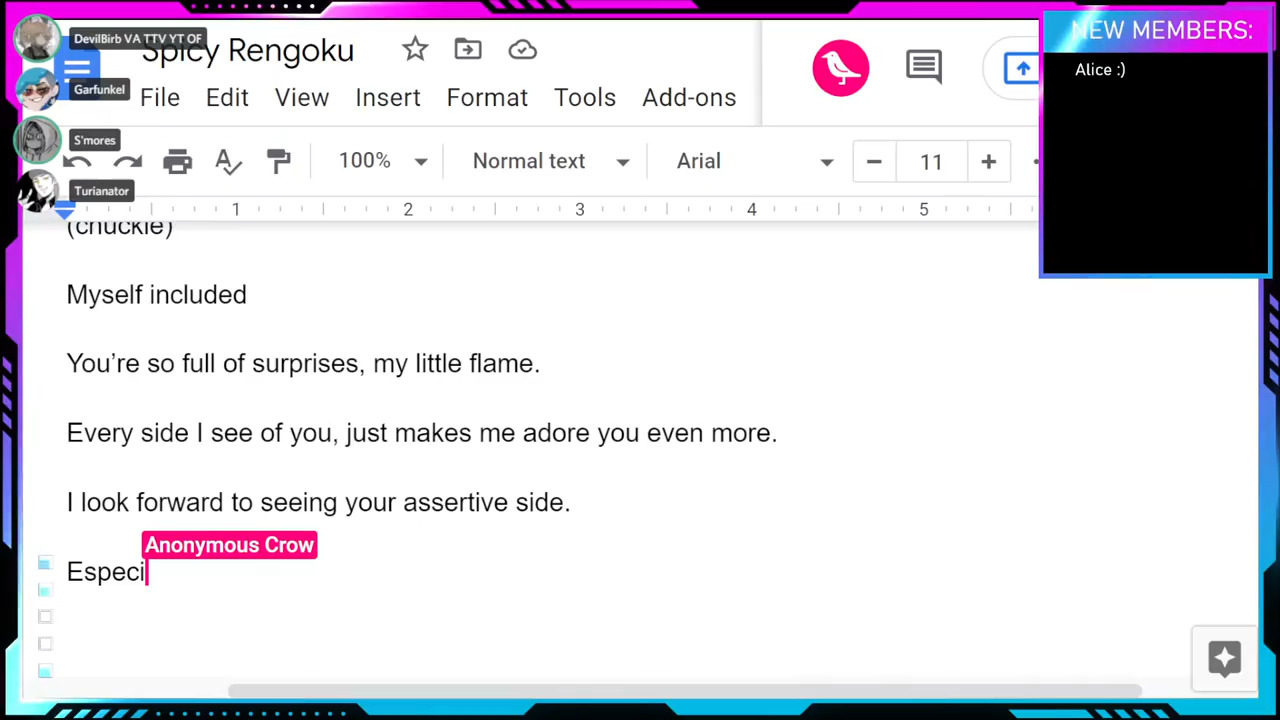 DevilBirb VA TTV YT OF
Spicy Rengoku
NEW MEMBERS:
Alice :)
Garfunkel
File Edit View Insert Format Tools Add-ons
S'mores
100% Normal text Arial 11
Turianator
1 2 3 4 5
(chuckle)
Myself included
You’re so full of surprises, my little flame.
Every side I see of you, just makes me adore you even more.
I look forward to seeing your assertive side.
Anonymous Crow
Especi